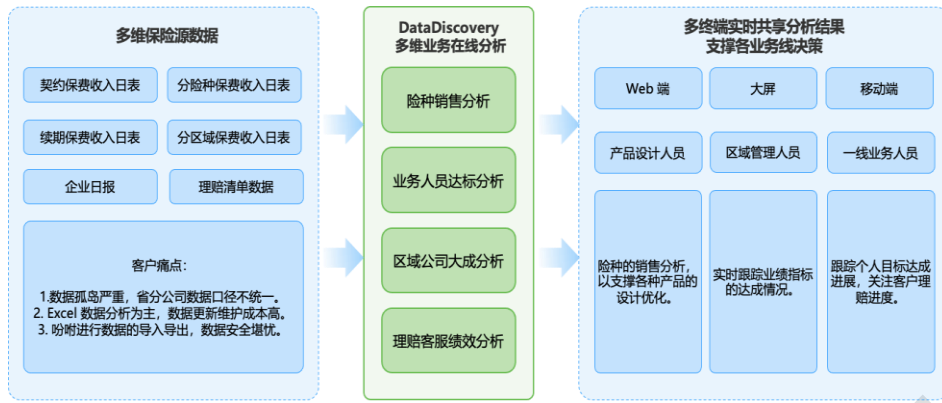 多维保险源数据
契约保费收入日表
分险种保费收入日表
续期保费收入日表
分区域保费收入日表
企业日报
理赔清单数据
客户痛点：
1.数据孤岛严重，省分公司数据口径不统一。
2. Excel 数据分析为主，数据更新维护成本高。
3. 吩咐进行数据的导入导出，数据安全堪忧。
DataDiscovery
多维业务在线分析
险种销售分析
业务人员达标分析
区域公司大成分析
理赔客服绩效分析
多终端实时共享分析结果
支撑各业务线决策
Web 端
大屏
移动端
产品设计人员
区域管理人员
一线业务人员
险种的销售分析，
以支撑各种产品的
设计优化。
实时跟踪业绩指标
的达成情况。
跟踪个人目标达成
进展，关注客户理
赔进度。